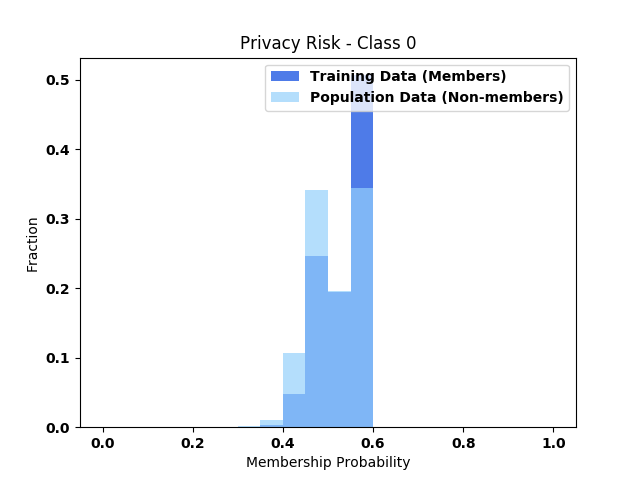 Privacy Risk - Class 0
Training Data (Members)
Population Data (Non-members)
Fraction
0.5
0.4
0.3
0.2
0.1
0.0
0.0 0.2 0.4 0.6 0.8 1.0
Membership Probability